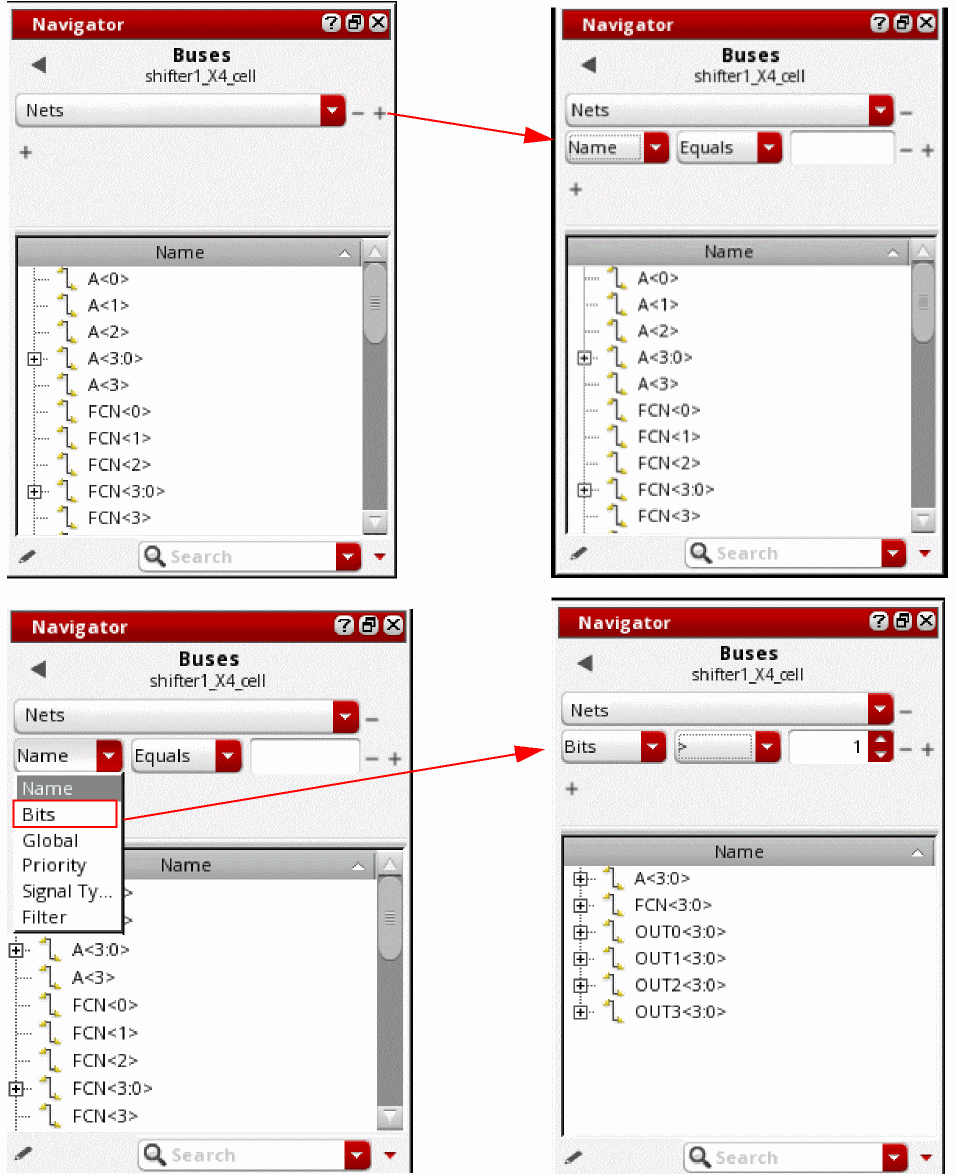 Navigator
Buses
shifter1_X4_cell
Nets
Name
A<0>
A<1>
A<2>
A<3:0>
A<3>
FCN<0>
FCN<1>
FCN<2>
FCN<3:0>
FCN<3>
Search
Navigator
Buses
shifter1_X4_cell
Nets
Name Equals
Name
A<0>
A<1>
A<2>
A<3:0>
A<3>
FCN<0>
FCN<1>
FCN<2>
FCN<3:0>
FCN<3>
Search
Navigator
Buses
shifter1_X4_cell
Nets
Name Equals
Name
Bits
Global
Priority
Signal Ty...
Filter
Name
>
>
A<3:0>
A<3>
FCN<0>
FCN<1>
FCN<2>
FCN<3:0>
FCN<3>
Search
Navigator
Buses
shifter1_X4_cell
Nets
Bits > 1
Name
A<3:0>
FCN<3:0>
OUT0<3:0>
OUT1<3:0>
OUT2<3:0>
OUT3<3:0>
Search